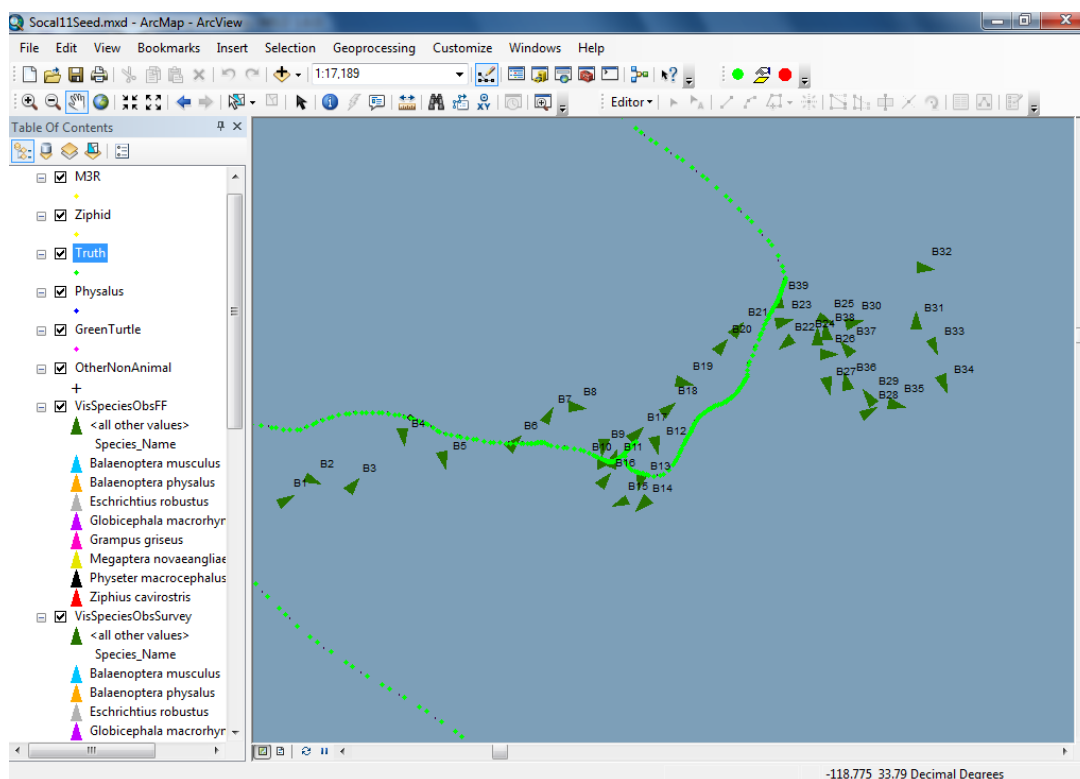 Socal11Seed.mxd - ArcMap - ArcView
File Edit View Bookmarks Insert Selection Geoprocessing Customize Windows Help
1:17,189
Editor
Table Of Contents
M3R
Ziphid
Truth
Physalus
GreenTurtle
OtherNonAnimal
VisSpeciesObsFF
<all other values>
Species_Name
Balaenoptera musculus
Balaenoptera physalus
Eschrichtius robustus
Globicephala macrorhyn
Grampus griseus
Megaptera novaeangliae
Physeter macrocephalus
Ziphius cavirostris
VisSpeciesObsSurvey
<all other values>
Species_Name
Balaenoptera musculus
Balaenoptera physalus
Eschrichtius robustus
Globicephala macrorhyn
B32
B39
B21 B23 B25 B30
B20 B22 B24 B38 B37 B31
B26 B33
B19
B18 B27 B36 B34
B7 B8 B29
B28 B35
B17
B4 B6 B9 B12
B5 B10 B11
B2 B3 B16 B13
B1 B15 B14
-118.775 33.79 Decimal Degrees